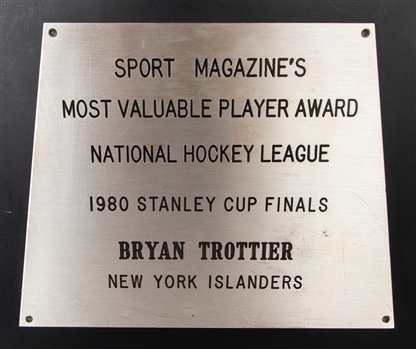 SPORT MAGAZINE'S
MOST VALUABLE PLAYER AWARD
NATIONAL HOCKEY LEAGUE
1980 STANLEY CUP FINALS
BRYAN TROTTIER
NEW YORK ISLANDERS